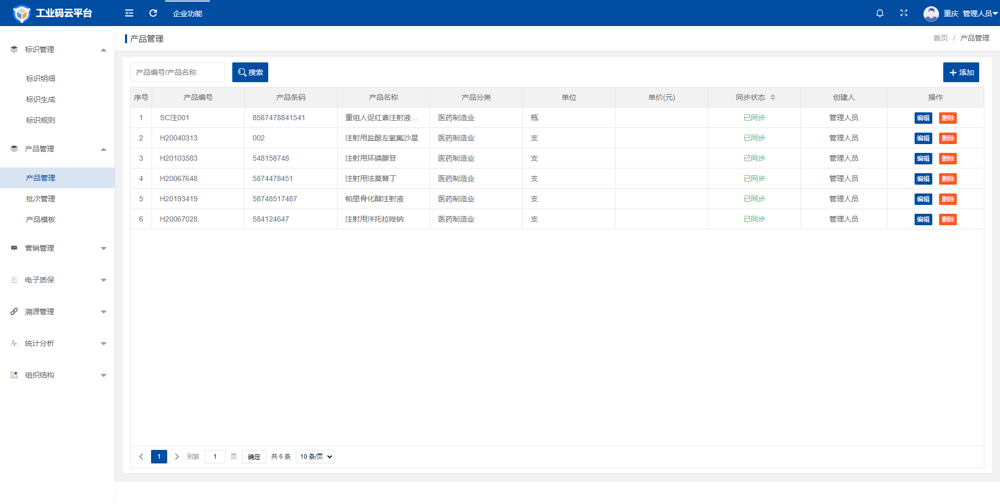 工业码云平台
企业功能
重庆 管理人员
标识管理
标识明细
标识生成
标识规则
产品管理
产品管理
批次管理
产品模板
营销管理
电子质保
溯源管理
统计分析
组织结构
产品管理
首页 / 产品管理
产品编号/产品名称 搜索 添加
序号 产品编号 产品条码 产品名称 产品分类 单位 单价(元) 同步状态 创建人 操作
1 SC注001 8587478841541 重组人促红素注射液... 医药制造业 瓶 已同步 管理人员 编辑 删除
2 H20040313 002 注射用盐酸左氧氟沙星 医药制造业 支 已同步 管理人员 编辑 删除
3 H20103583 548158748 注射用环磷腺苷 医药制造业 支 已同步 管理人员 编辑 删除
4 H20067648 5874478451 注射用法莫替丁 医药制造业 支 已同步 管理人员 编辑 删除
5 H20193419 58748517487 帕里骨化醇注射液 医药制造业 支 已同步 管理人员 编辑 删除
6 H20067028 584124647 注射用泮托拉唑钠 医药制造业 支 已同步 管理人员 编辑 删除
1 到第 1 页 确定 共 6 条 10 条/页